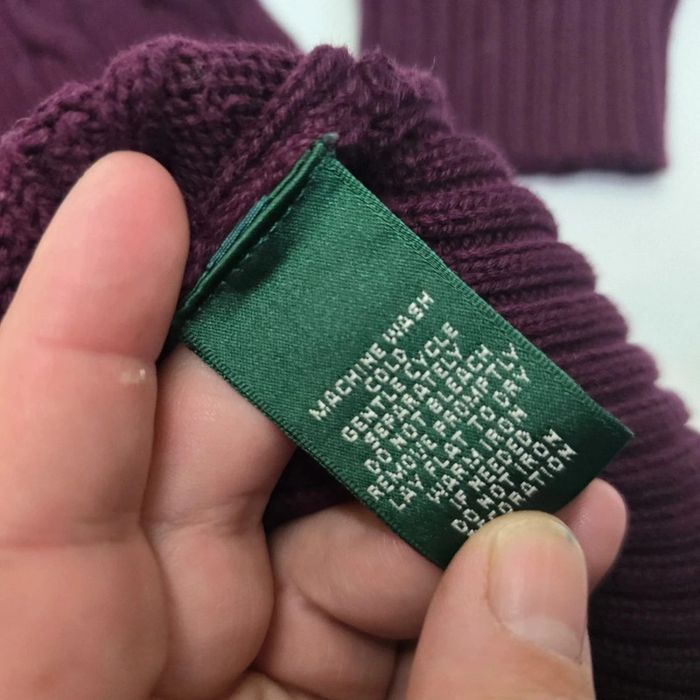 MACHINE WASH
COLD
GENTLE CYCLE
SEPARATELY
DO NOT BLEACH
REMOVE PROMPTLY
LAY FLAT TO DRY
WARM IRON
IF NEEDED
DO NOT IRON